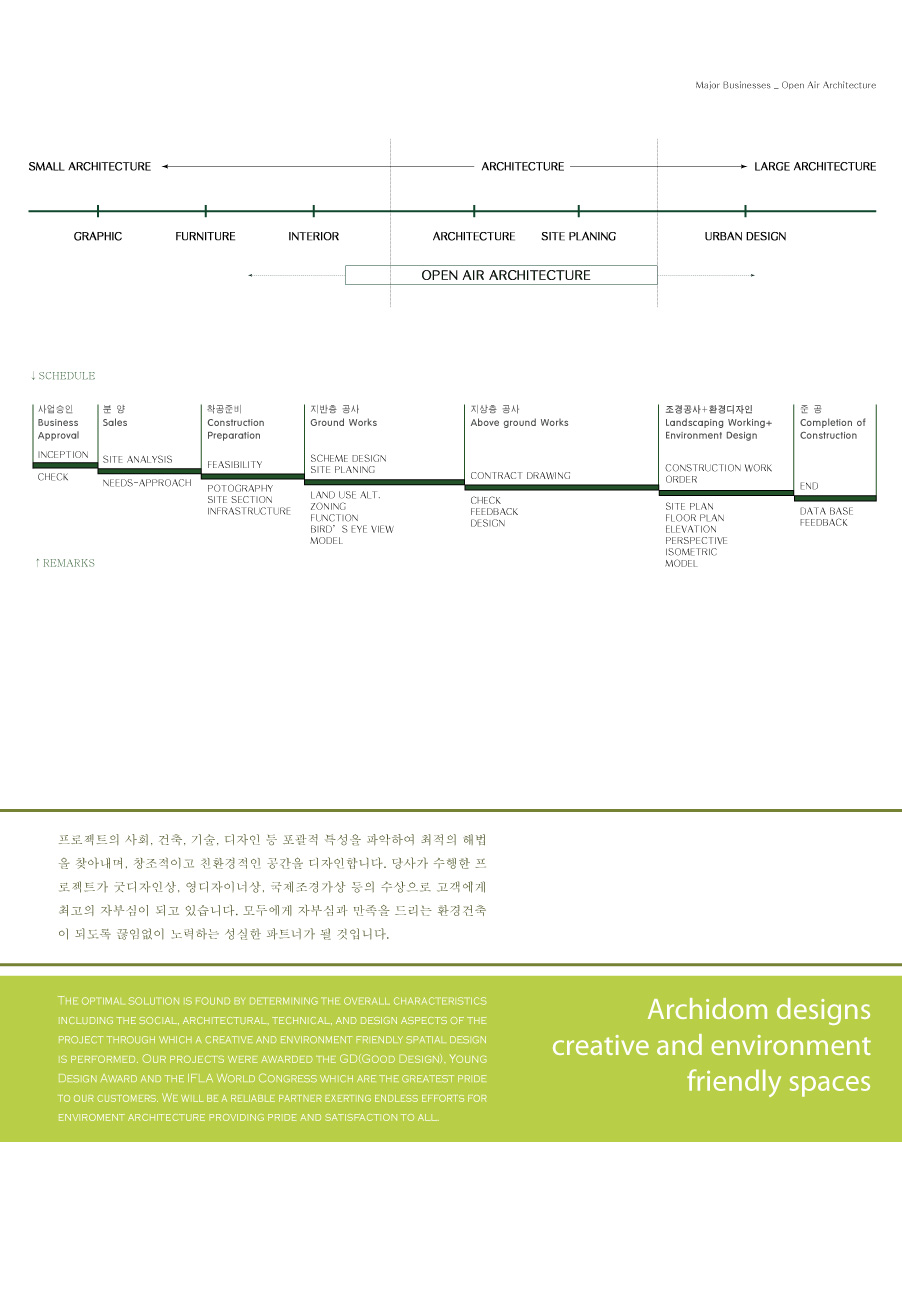 Major Businesses _ Open Air Architecture
SMALL ARCHITECTURE
ARCHITECTURE
LARGE ARCHITECTURE
GRAPHIC
FURNITURE
INTERIOR
ARCHITECTURE
SITE PLANING
URBAN DESIGN
OPEN AIR ARCHITECTURE
↓ SCHEDULE
사업승인
Business
Approval
INCEPTION
CHECK
분 양
Sales
SITE ANALYSIS
NEEDS-APPROACH
착공준비
Construction
Preparation
FEASIBILITY
POTOGRAPHY
SITE SECTION
INFRASTRUCTURE
지반층 공사
Ground Works
SCHEME DESIGN
SITE PLANING
LAND USE ALT.
ZONING
FUNCTION
BIRD’S EYE VIEW
MODEL
지상층 공사
Above ground Works
CONTRACT DRAWING
CHECK
FEEDBACK
DESIGN
조경공사+환경디자인
Landscaping Working+
Environment Design
CONSTRUCTION WORK
ORDER
SITE PLAN
FLOOR PLAN
ELEVATION
PERSPECTIVE
ISOMETRIC
MODEL
준 공
Completion of
Construction
END
DATA BASE
FEEDBACK
↑ REMARKS
프로젝트의 사회, 건축, 기술, 디자인 등 포괄적 특성을 파악하여 최적의 해법
을 찾아내며, 창조적이고 친환경적인 공간을 디자인합니다. 당사가 수행한 프
로젝트가 굿디자인상, 영디자이너상, 국제조경가상 등의 수상으로 고객에게
최고의 자부심이 되고 있습니다. 모두에게 자부심과 만족을 드리는 환경건축
이 되도록 끊임없이 노력하는 성실한 파트너가 될 것입니다.
THE OPTIMAL SOLUTION IS FOUND BY DETERMINING THE OVERALL CHARACTERISTICS
INCLUDING THE SOCIAL, ARCHITECTURAL, TECHNICAL, AND DESIGN ASPECTS OF THE
PROJECT THROUGH WHICH A CREATIVE AND ENVIRONMENT FRIENDLY SPATIAL DESIGN
IS PERFORMED. OUR PROJECTS WERE AWARDED THE GD(GOOD DESIGN), YOUNG
DESIGN AWARD AND THE IFLA WORLD CONGRESS WHICH ARE THE GREATEST PRIDE
TO OUR CUSTOMERS. WE WILL BE A RELIABLE PARTNER EXERTING ENDLESS EFFORTS FOR
ENVIROMENT ARCHITECTURE PROVIDING PRIDE AND SATISFACTION TO ALL.
Archidom designs
creative and environment
friendly spaces